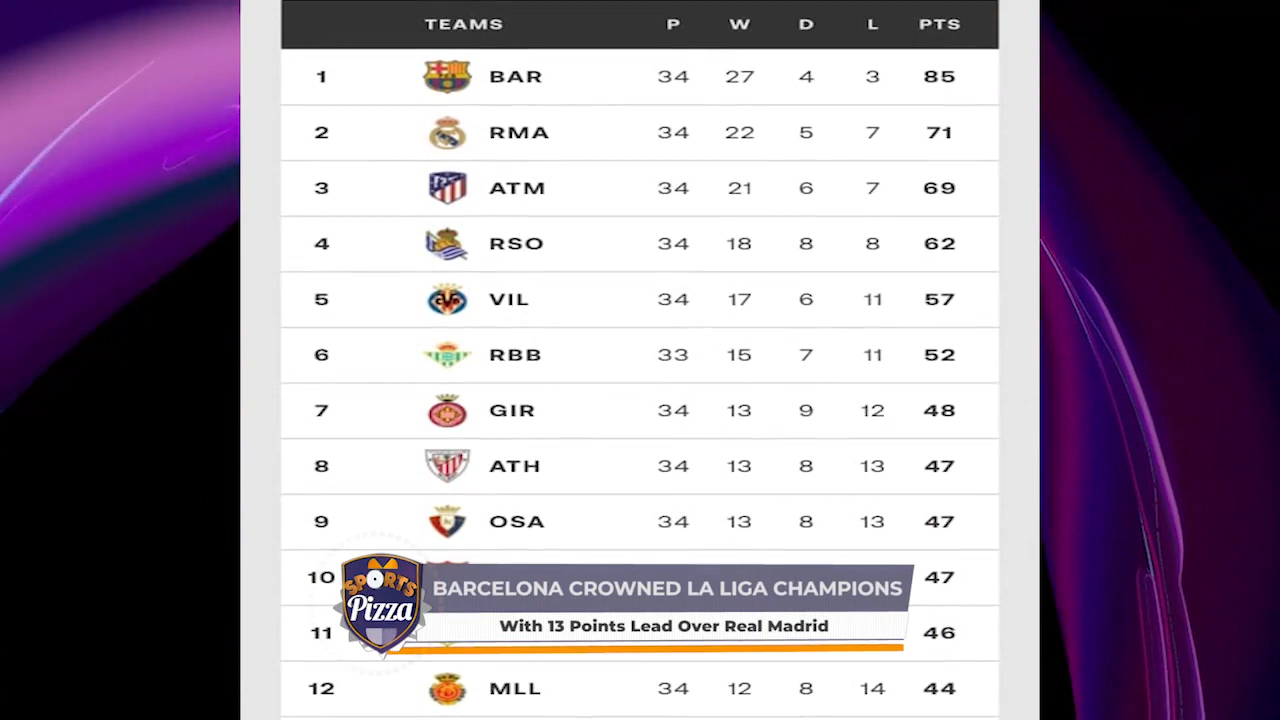 TEAMS P W D L PTS
1 BAR 34 27 4 3 85
2 RMA 34 22 5 7 71
3 ATM 34 21 6 7 69
4 RSO 34 18 8 8 62
5 VIL 34 17 6 11 57
6 RBB 33 15 7 11 52
7 GIR 34 13 9 12 48
8 ATH 34 13 8 13 47
9 OSA 34 13 8 13 47
10 47
SPORTS
Pizza
BARCELONA CROWNED LA LIGA CHAMPIONS
With 13 Points Lead Over Real Madrid
11 46
12 MLL 34 12 8 14 44